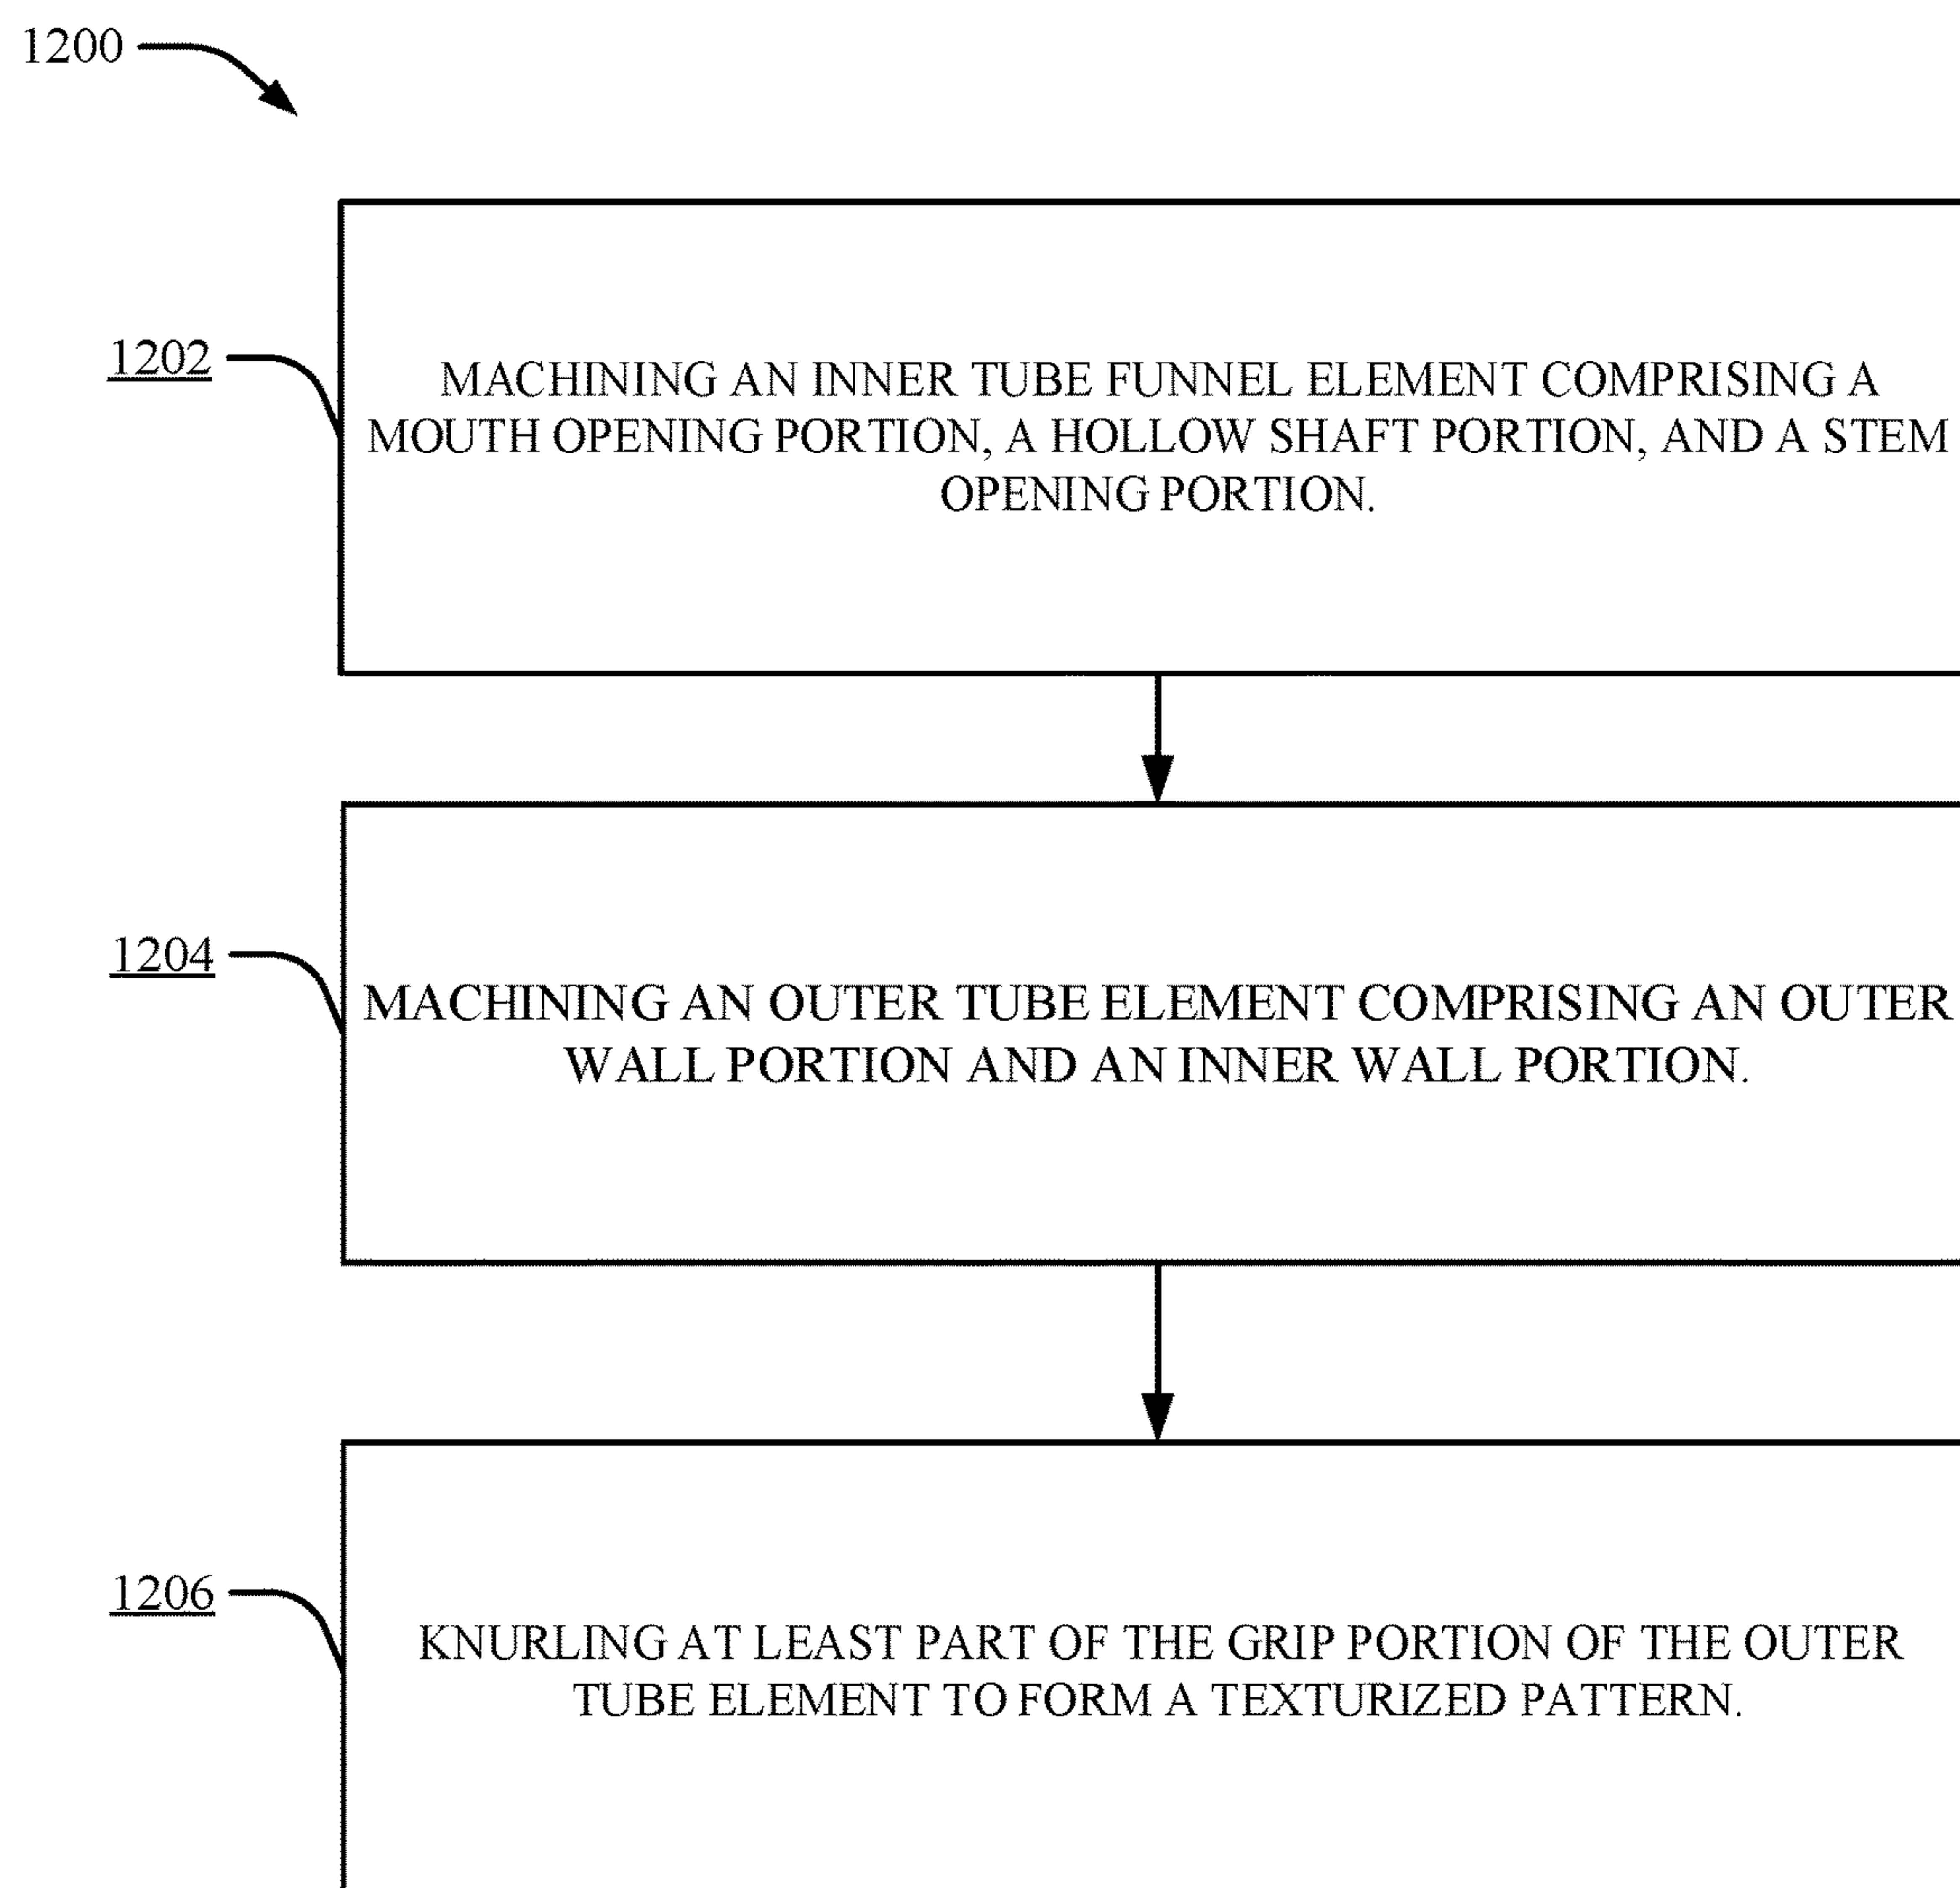 1200
1202
MACHINING AN INNER TUBE FUNNEL ELEMENT COMPRISING A
MOUTH OPENING PORTION, A HOLLOW SHAFT PORTION, AND A STEM
OPENING PORTION.
1204
MACHINING AN OUTER TUBE ELEMENT COMPRISING AN OUTER
WALL PORTION AND AN INNER WALL PORTION.
1206
KNURLING AT LEAST PART OF THE GRIP PORTION OF THE OUTER
TUBE ELEMENT TO FORM A TEXTURIZED PATTERN.